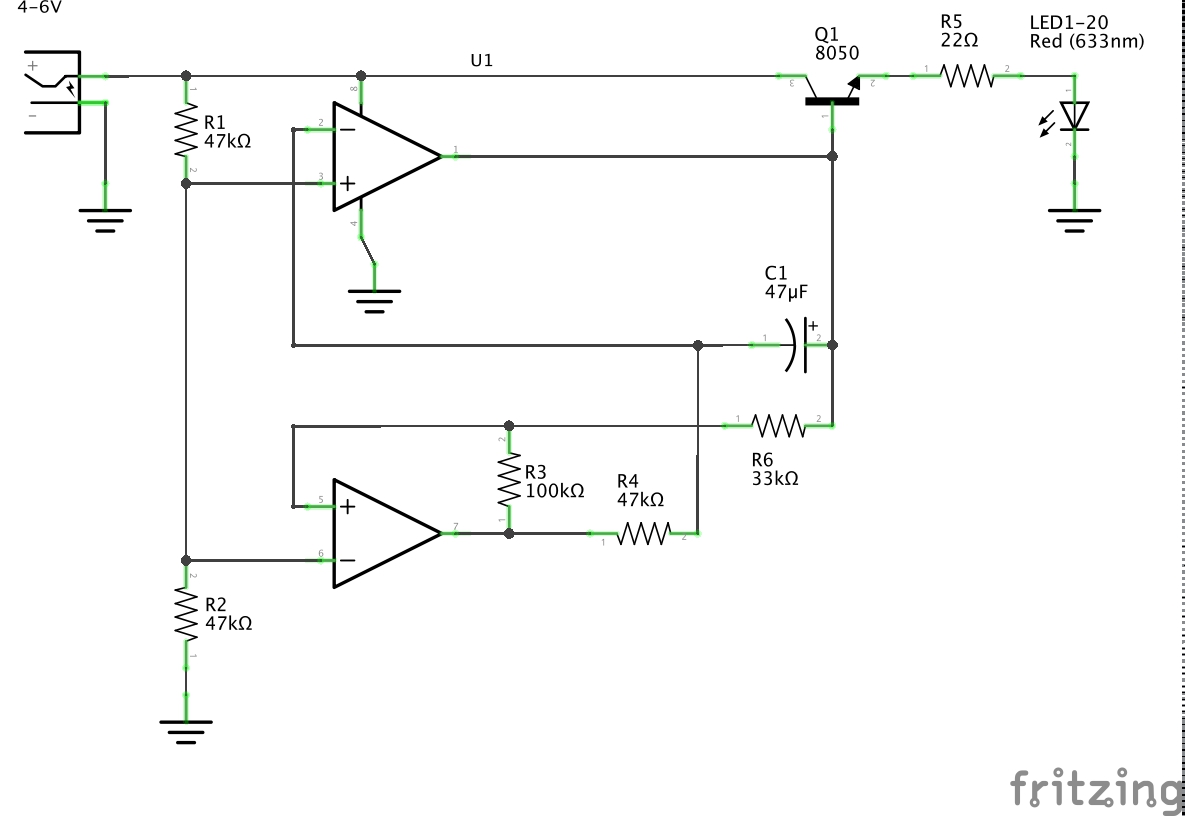 4-6V
+
-
R1
47kΩ
1
2
U1
8
2
−
3
+
1
4
Q1
8050
3
2
1
R5
22Ω
1
2
LED1-20
Red (633nm)
1
2
C1
47µF
1
+
2
1
2
R6
33kΩ
2
R3
100kΩ
1
R4
47kΩ
1
2
5
+
7
6
−
2
R2
47kΩ
1
fritzing